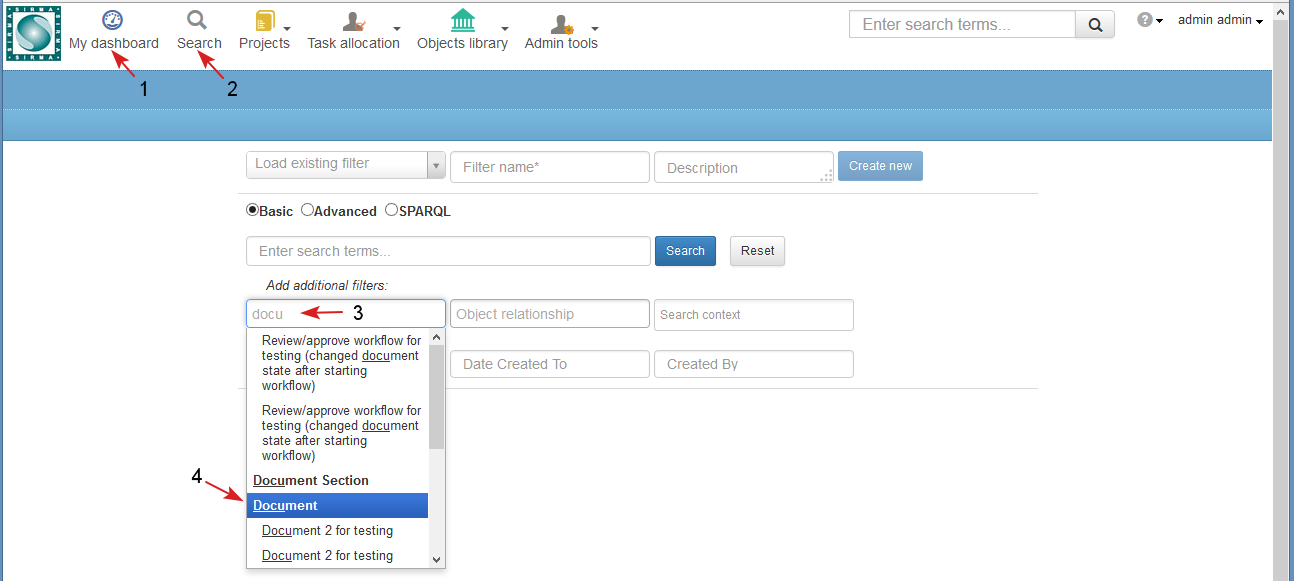 SIRMA
My dashboard Search Projects Task allocation Objects library Admin tools
Enter search terms...
?
admin admin
1 2
Load existing filter Filter name* Description Create new
Basic Advanced SPARQL
Enter search terms... Search Reset
Add additional filters:
docu 3 Object relationship Search context
Review/approve workflow for
testing (changed document
state after starting
workflow)
Date Created To Created By
Review/approve workflow for
testing (changed document
state after starting
workflow)
Document Section
4
Document
Document 2 for testing
Document 2 for testing